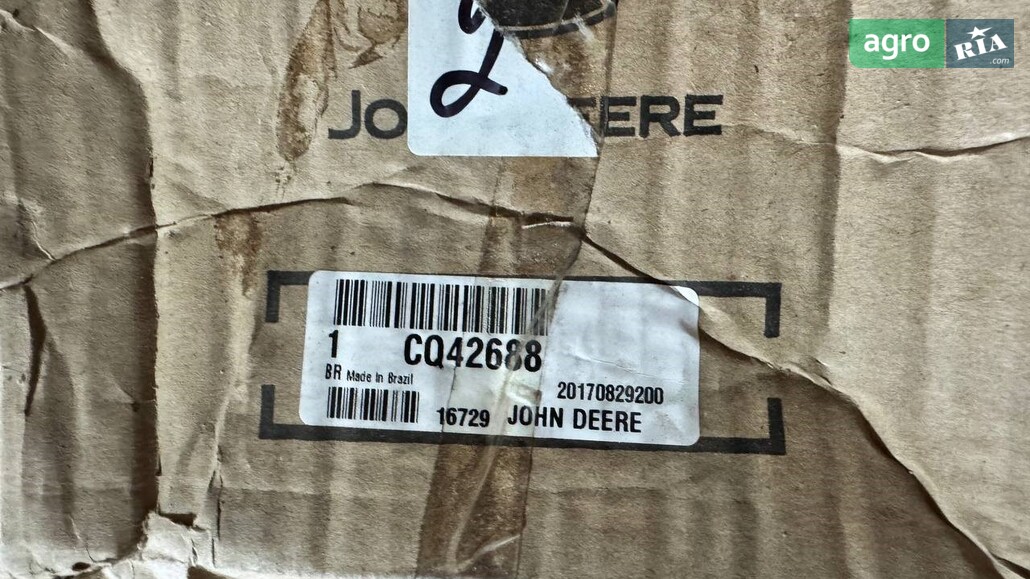 agro RIA .com
JO EERE
1 CQ42688
BR Made In Brazil
20170829200
16729 JOHN DEERE